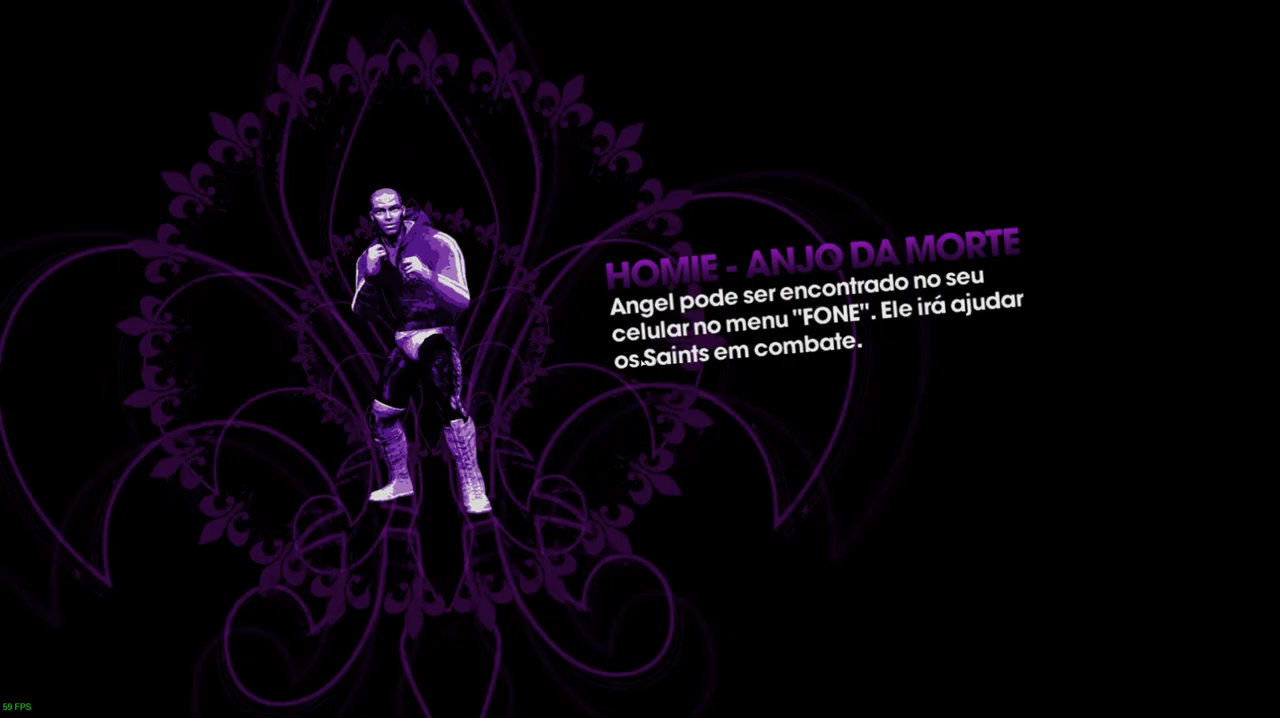 HOMIE - ANJO DA MORTE
Angel pode ser encontrado no seu
celular no menu "FONE". Ele irá ajudar
os Saints em combate.
59 FPS